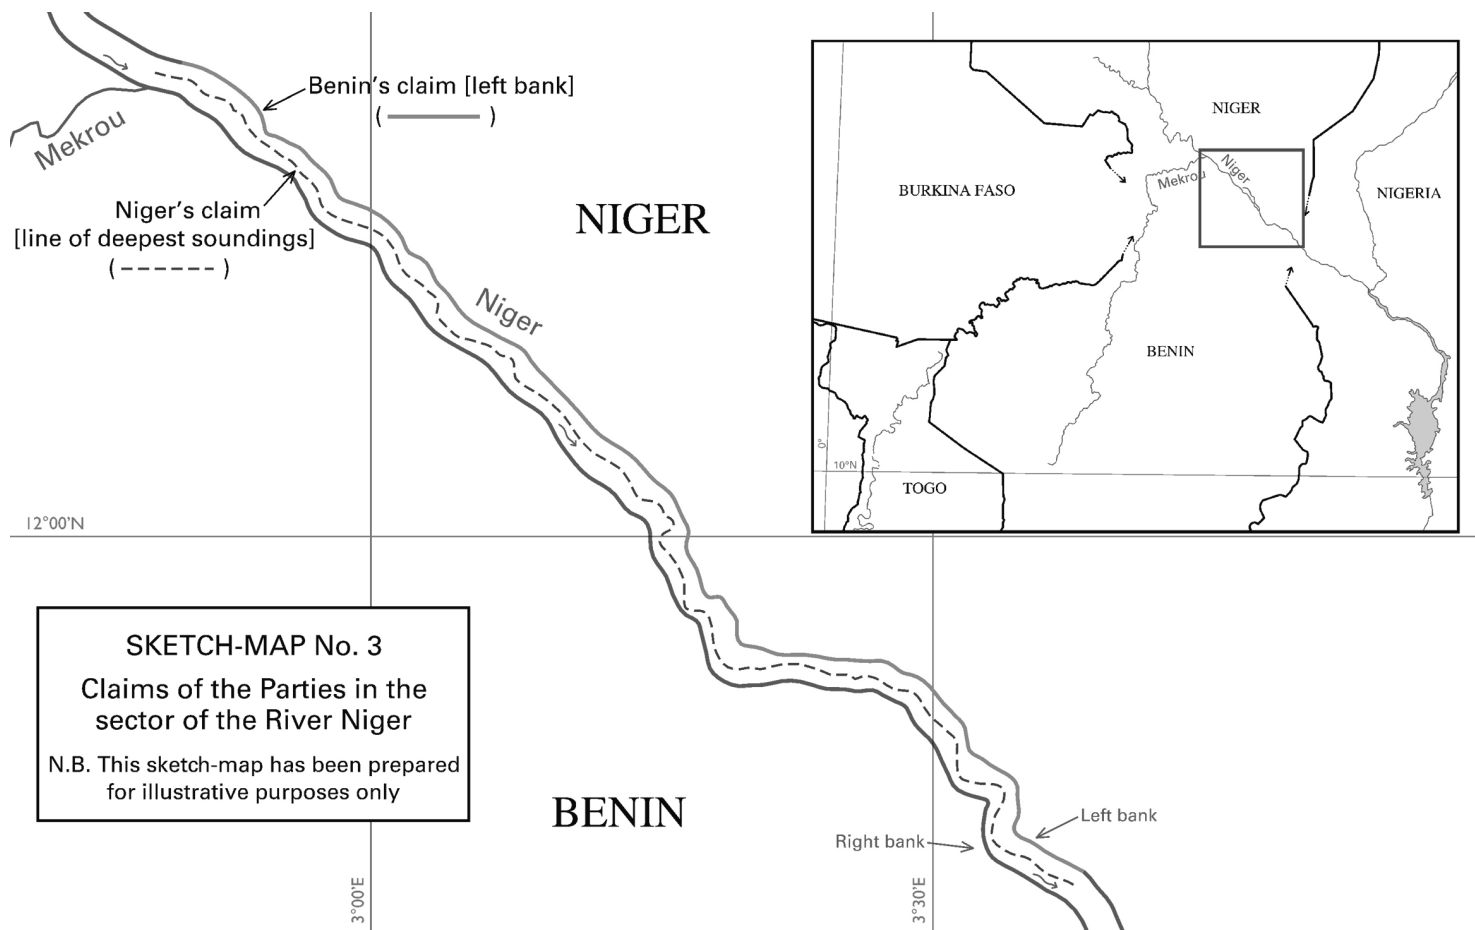 Benin's claim [left bank]
( )
Mekrou
Niger's claim
[line of deepest soundings]
( )
NIGER
Niger
12°00'N
SKETCH-MAP No. 3
Claims of the Parties in the
sector of the River Niger
N.B. This sketch-map has been prepared
for illustrative purposes only
BENIN
Left bank
Right bank
3°00'E
3°30'E
NIGER
Niger
Mekrou
BURKINA FASO
NIGERIA
BENIN
0°
10°N
TOGO